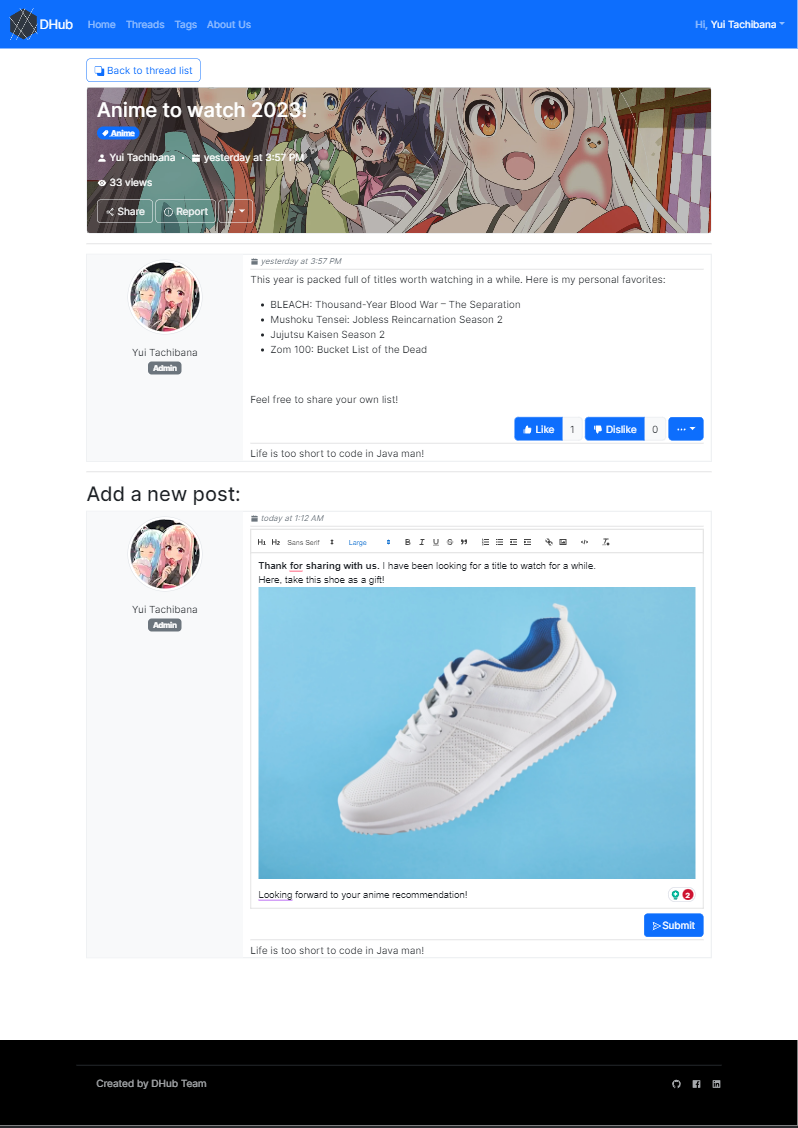 DHub Home Threads Tags About Us Hi, Yui Tachibana
Back to thread list
Anime to watch 2023!
Anime
Yui Tachibana • yesterday at 3:57 PM
33 views
Share Report ...
yesterday at 3:57 PM
This year is packed full of titles worth watching in a while. Here is my personal favorites:
• BLEACH: Thousand-Year Blood War – The Separation
• Mushoku Tensei: Jobless Reincarnation Season 2
• Jujutsu Kaisen Season 2
• Zom 100: Bucket List of the Dead
Yui Tachibana
Admin
Feel free to share your own list!
Like 1 Dislike 0 ...
Life is too short to code in Java man!
Add a new post:
today at 1:12 AM
H1 H2 Sans Serif Large B I U S
Thank for sharing with us. I have been looking for a title to watch for a while.
Here, take this shoe as a gift!
Yui Tachibana
Admin
Looking forward to your anime recommendation!
2
Submit
Life is too short to code in Java man!
Created by DHub Team